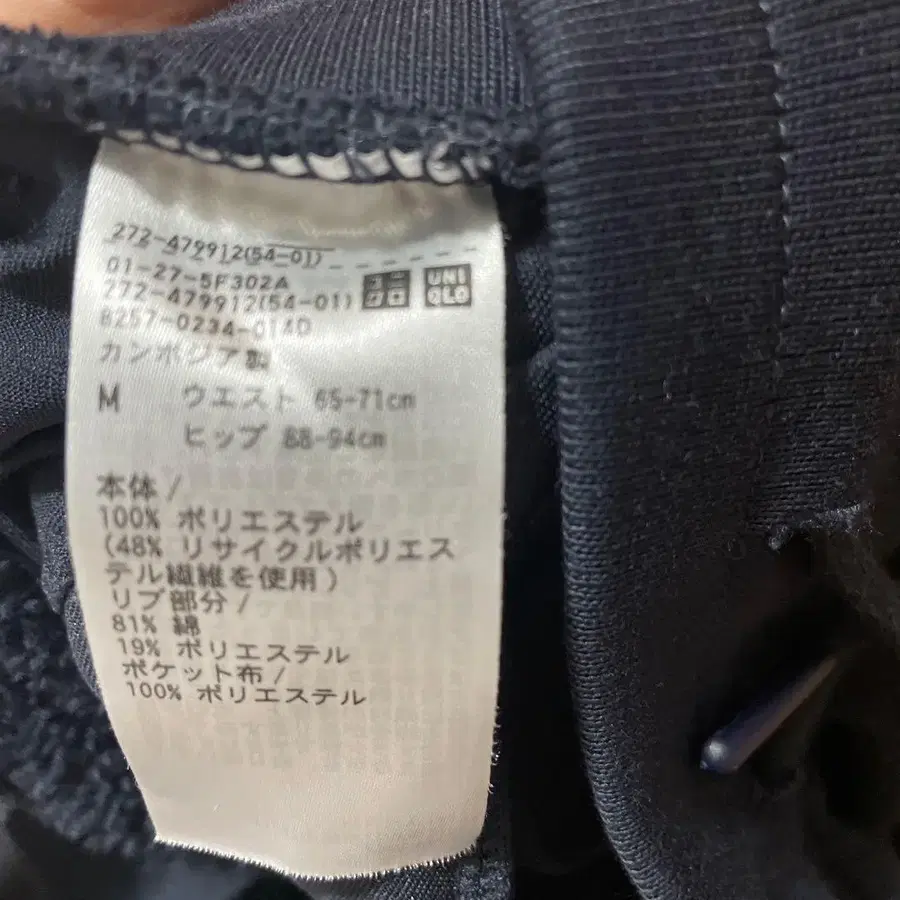 272-479912(54-01)
01-27-5F302A
272-479912(54-01)
ユニ
クロ
UNI
QLO
8257-0234-014D
カンボジア製
M ウエスト 65-71cm
ヒップ 88-94cm
本体/
100% ポリエステル
(48% リサイクルポリエス
テル繊維を使用)
リブ部分/
81% 綿
19% ポリエステル
ポケット布/
100% ポリエステル